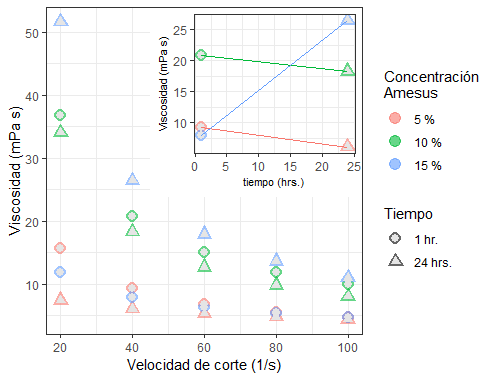 50
40
30
20
10
Viscosidad (mPa s)
20
40
60
80
100
Velocidad de corte (1/s)
25
20
15
10
Viscosidad (mPa s)
0
5
10
15
20
25
tiempo (hrs.)
Concentración
Amesus
5 %
10 %
15 %
Tiempo
1 hr.
24 hrs.